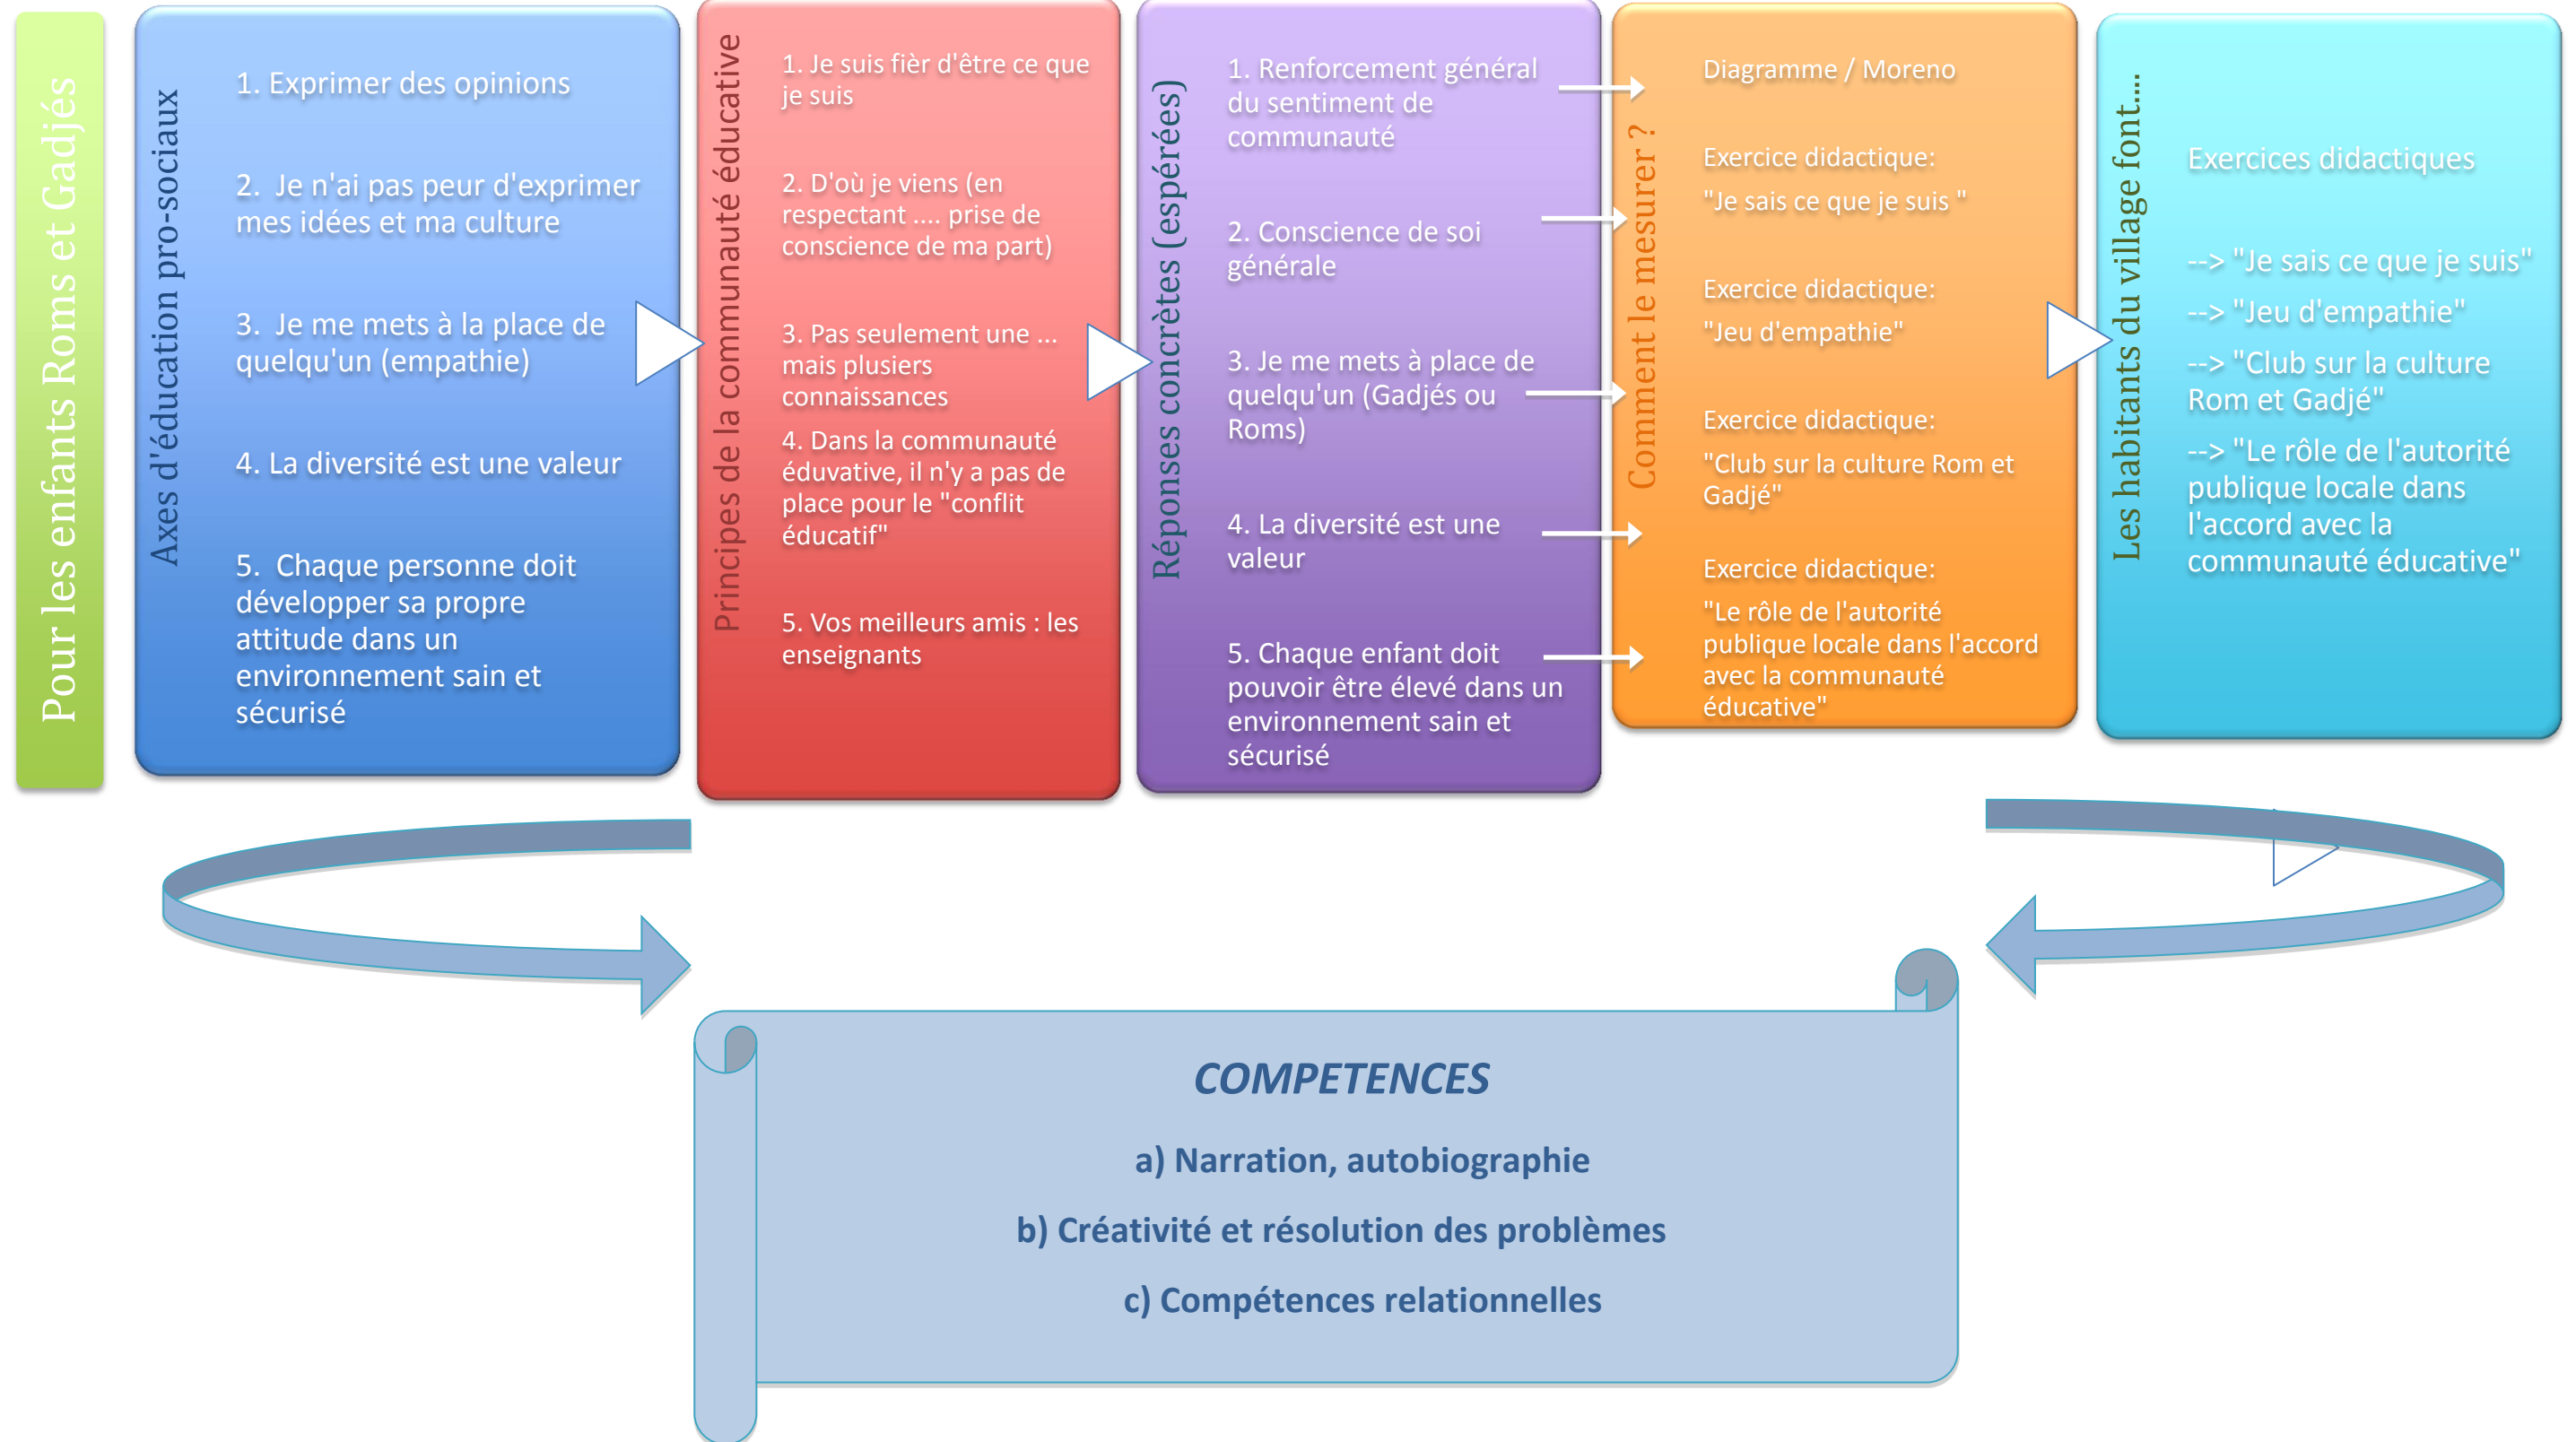 Pour les enfants Roms et Gadjés
Axes d'éducation pro-sociaux
1. Exprimer des opinions
2.  Je n'ai pas peur d'exprimer
mes idées et ma culture
3.  Je me mets à la place de
quelqu'un (empathie)
4. La diversité est une valeur
5.  Chaque personne doit
développer sa propre
attitude dans un
environnement sain et
sécurisé
Principes de la communauté éducative
1. Je suis fièr d'être ce que
je suis
2. D'où je viens (en
respectant .... prise de
conscience de ma part)
3. Pas seulement une ...
mais plusiers
connaissances
4. Dans la communauté
éduvative, il n'y a pas de
place pour le "conflit
éducatif"
5. Vos meilleurs amis : les
enseignants
Réponses concrètes (espérées)
1. Renforcement général
du sentiment de
communauté
2. Conscience de soi
générale
3. Je me mets à place de
quelqu'un (Gadjés ou
Roms)
4. La diversité est une
valeur
5. Chaque enfant doit
pouvoir être élevé dans un
environnement sain et
sécurisé
Comment le mesurer ?
Diagramme / Moreno
Exercice didactique:
"Je sais ce que je suis "
Exercice didactique:
"Jeu d'empathie"
Exercice didactique:
"Club sur la culture Rom et
Gadjé"
Exercice didactique:
"Le rôle de l'autorité
publique locale dans l'accord
avec la communauté
éducative"
Les habitants du village font....
Exercices didactiques
--> "Je sais ce que je suis"
--> "Jeu d'empathie"
--> "Club sur la culture
Rom et Gadjé"
--> "Le rôle de l'autorité
publique locale dans
l'accord avec la
communauté éducative"
COMPETENCES
a) Narration, autobiographie
b) Créativité et résolution des problèmes
c) Compétences relationnelles